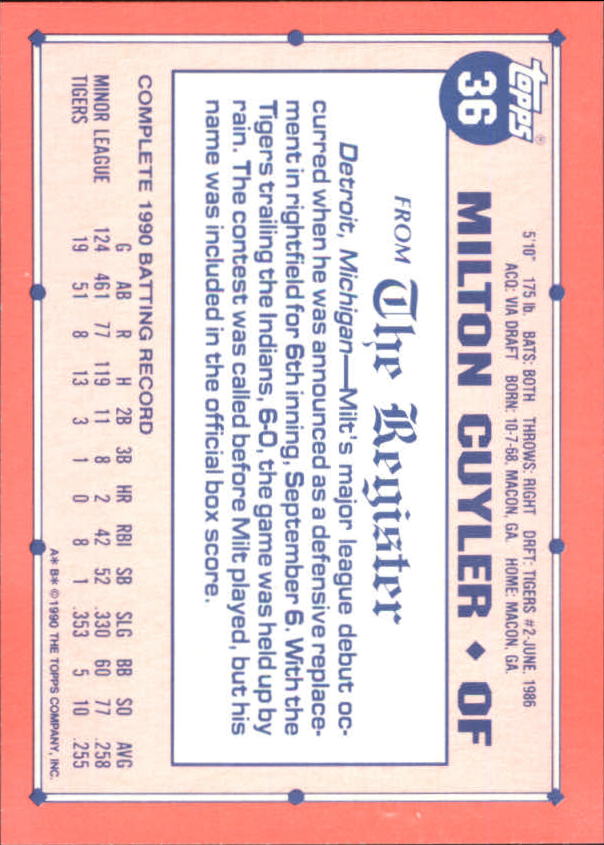 topps®
36
MILTON CUYLER ♦ OF
5'10" 175 lb. BATS: BOTH THROWS: RIGHT DRFT: TIGERS #2-JUNE, 1986
ACQ: VIA DRAFT BORN: 10-7-68, MACON, GA. HOME: MACON, GA.
FROM The Register
Detroit, Michigan—Milt's major league debut oc-
curred when he was announced as a defensive replace-
ment in rightfield for 6th inning, September 6. With the
Tigers trailing the Indians, 6-0, the game was held up by
rain. The contest was called before Milt played, but his
name was included in the official box score.
COMPLETE 1990 BATTING RECORD
G AB R H 2B 3B HR RBI SB SLG BB SO AVG
MINOR LEAGUE 124 461 77 119 11 8 2 42 52 .330 60 77 .258
TIGERS 19 51 8 13 3 1 0 8 1 .353 5 10 .255
A* B* © 1990 THE TOPPS COMPANY, INC.